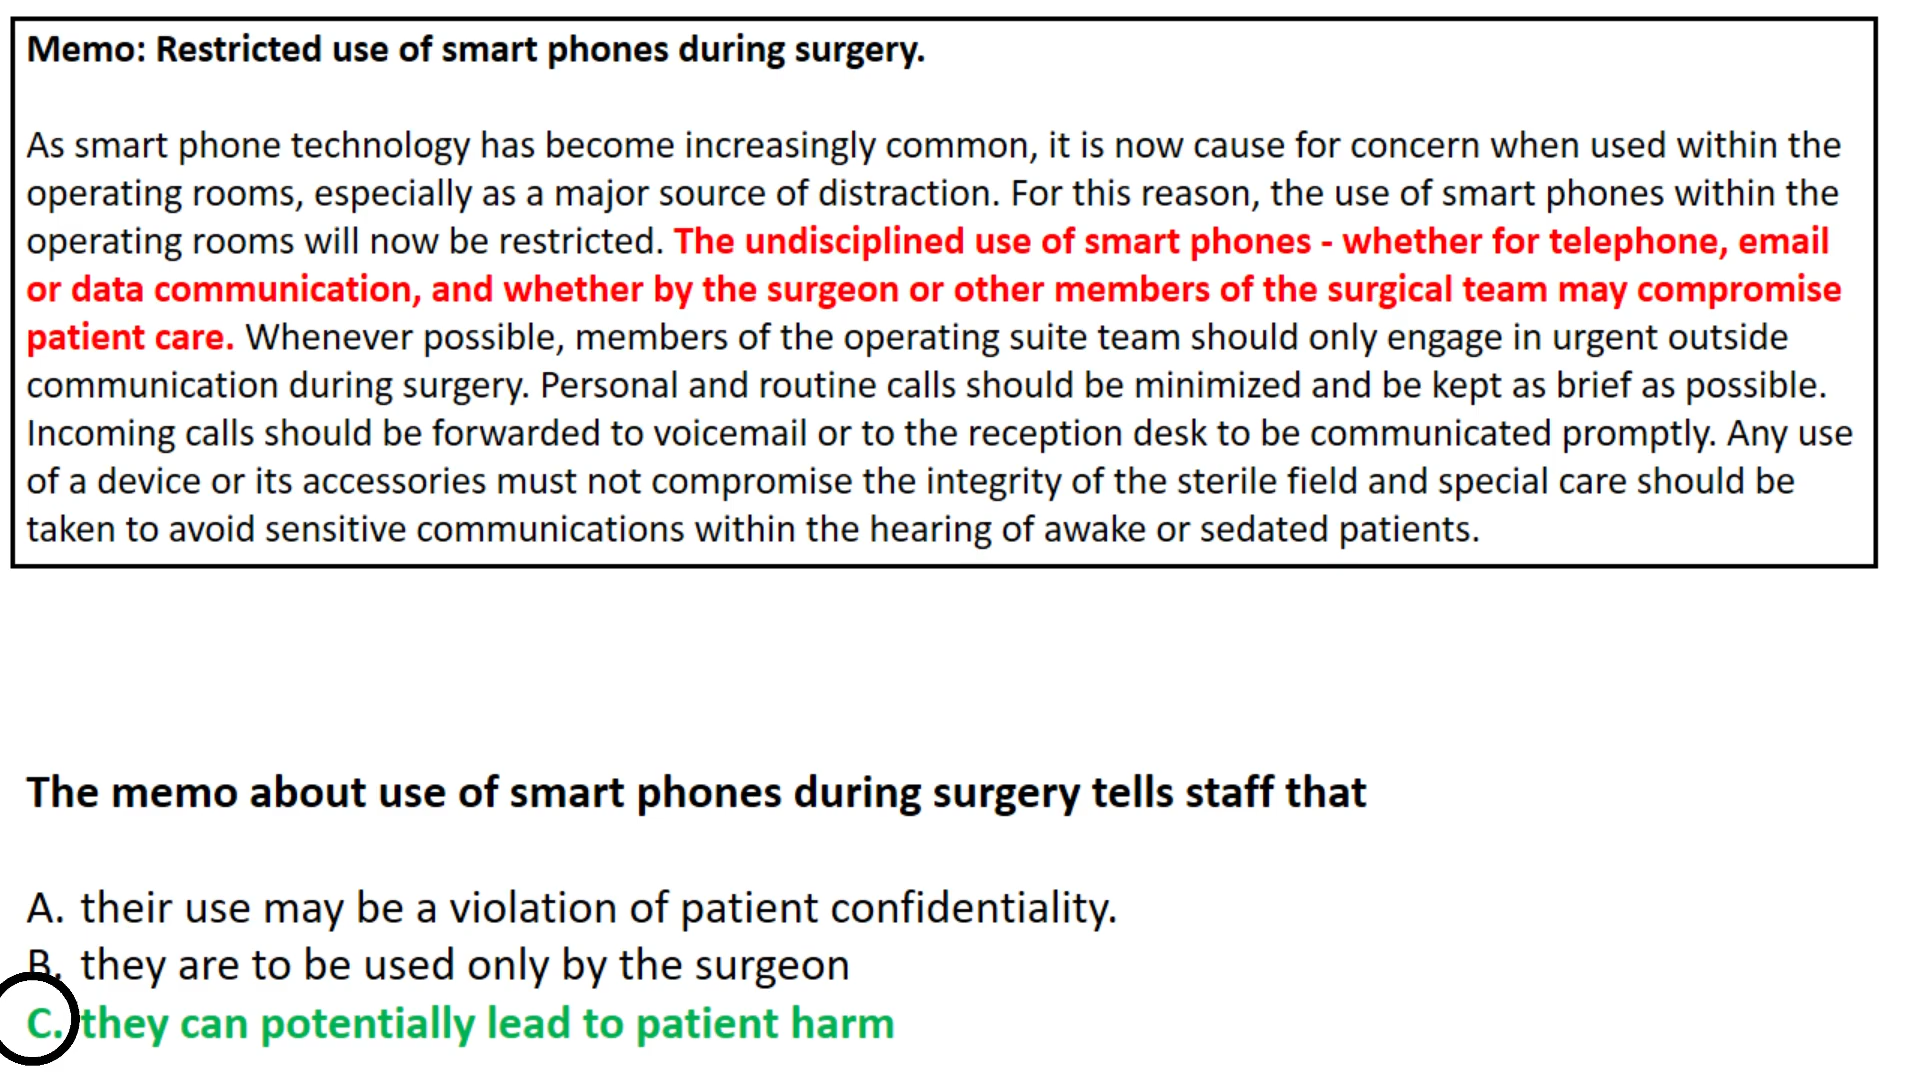 Memo: Restricted use of smart phones during surgery.
As smart phone technology has become increasingly common, it is now cause for concern when used within the
operating rooms, especially as a major source of distraction. For this reason, the use of smart phones within the
operating rooms will now be restricted. The undisciplined use of smart phones - whether for telephone, email
or data communication, and whether by the surgeon or other members of the surgical team may compromise
patient care. Whenever possible, members of the operating suite team should only engage in urgent outside
communication during surgery. Personal and routine calls should be minimized and be kept as brief as possible.
Incoming calls should be forwarded to voicemail or to the reception desk to be communicated promptly. Any use
of a device or its accessories must not compromise the integrity of the sterile field and special care should be
taken to avoid sensitive communications within the hearing of awake or sedated patients.
The memo about use of smart phones during surgery tells staff that
A. their use may be a violation of patient confidentiality.
B. they are to be used only by the surgeon
C. they can potentially lead to patient harm